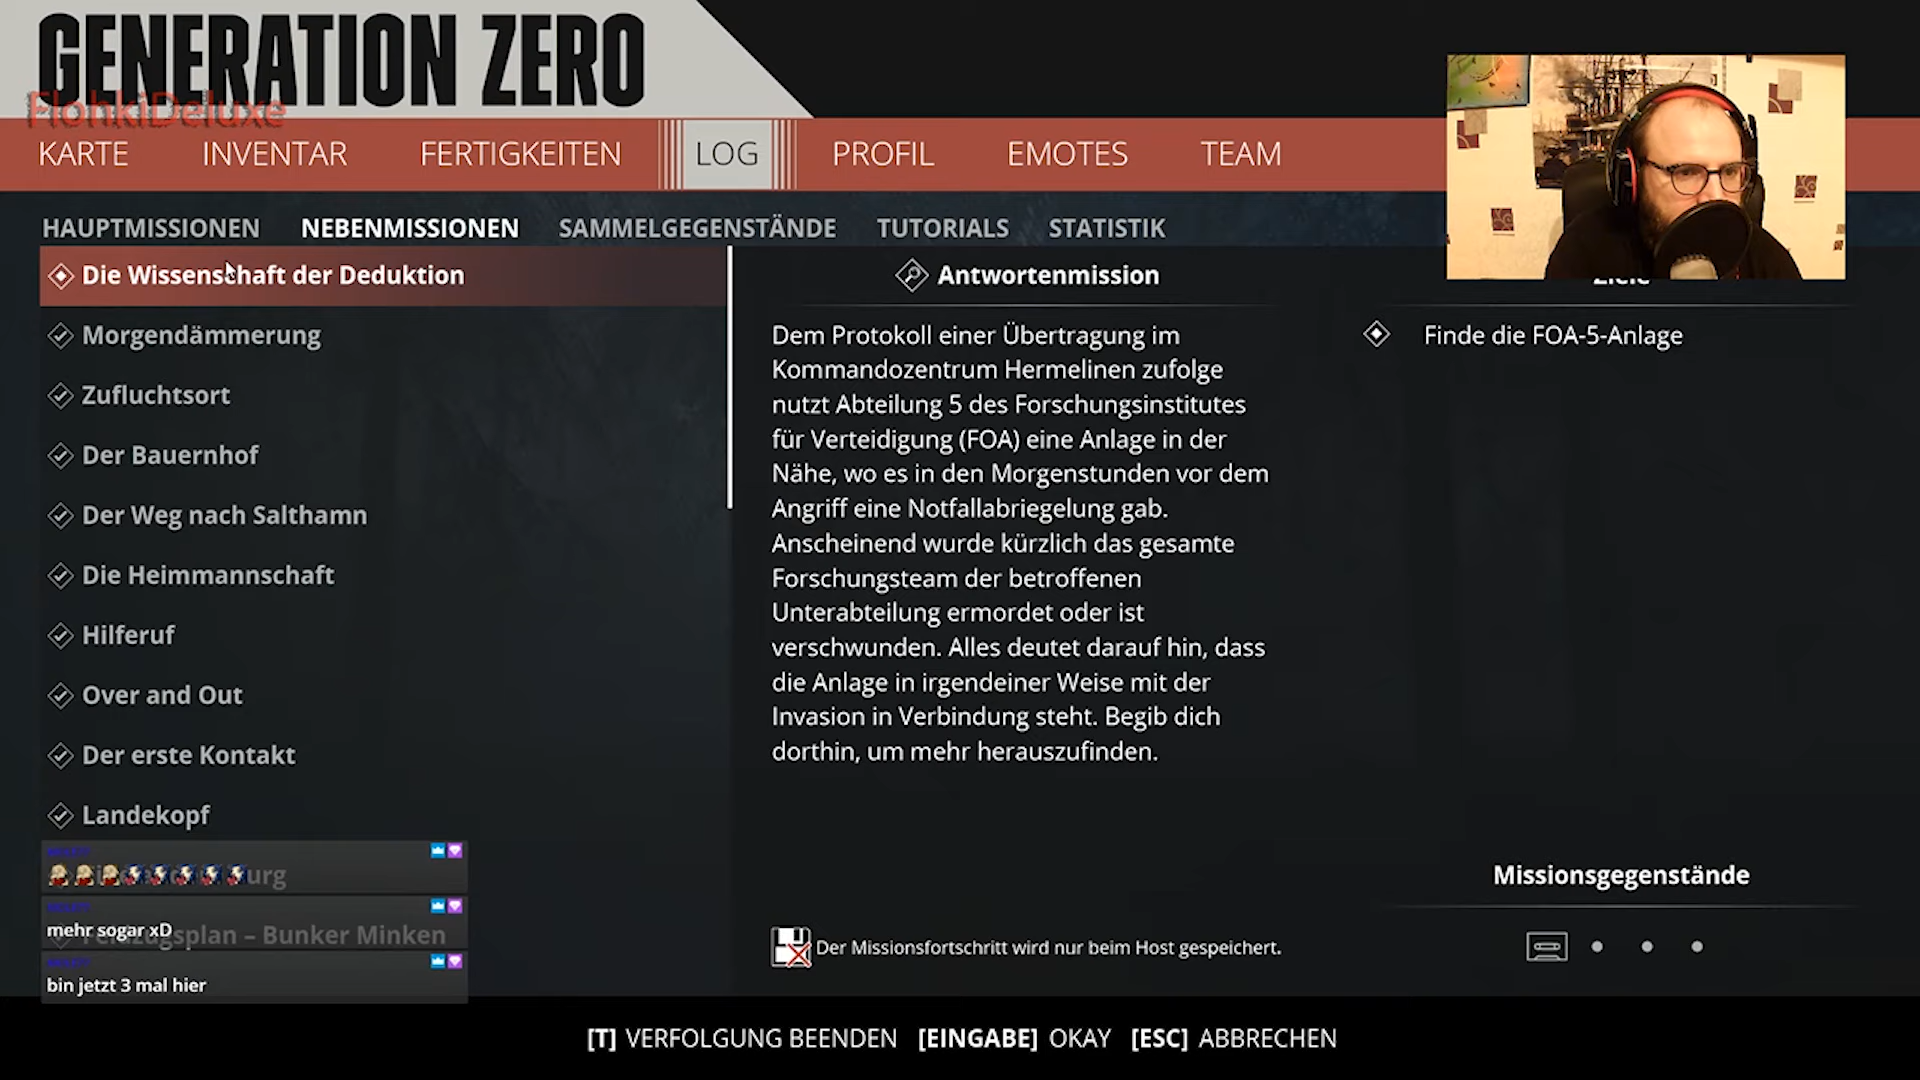 GENERATION ZERO
FlohkiDeluxe
KARTE INVENTAR FERTIGKEITEN LOG PROFIL EMOTES TEAM
HAUPTMISSIONEN NEBENMISSIONEN SAMMELGEGENSTÄNDE TUTORIALS STATISTIK
Die Wissenschaft der Deduktion
Morgendämmerung
Zufluchtsort
Der Bauernhof
Der Weg nach Salthamn
Die Heimmannschaft
Hilferuf
Over and Out
Der erste Kontakt
Landekopf
mehr sogar xD
– Bunker Minken
bin jetzt 3 mal hier
Antwortenmission
Dem Protokoll einer Übertragung im
Kommandozentrum Hermelinen zufolge
nutzt Abteilung 5 des Forschungsinstitutes
für Verteidigung (FOA) eine Anlage in der
Nähe, wo es in den Morgenstunden vor dem
Angriff eine Notfallabriegelung gab.
Anscheinend wurde kürzlich das gesamte
Forschungsteam der betroffenen
Unterabteilung ermordet oder ist
verschwunden. Alles deutet darauf hin, dass
die Anlage in irgendeiner Weise mit der
Invasion in Verbindung steht. Begib dich
dorthin, um mehr herauszufinden.
Der Missionsfortschritt wird nur beim Host gespeichert.
Ziele
Finde die FOA-5-Anlage
Missionsgegenstände
[T] VERFOLGUNG BEENDEN [EINGABE] OKAY [ESC] ABBRECHEN